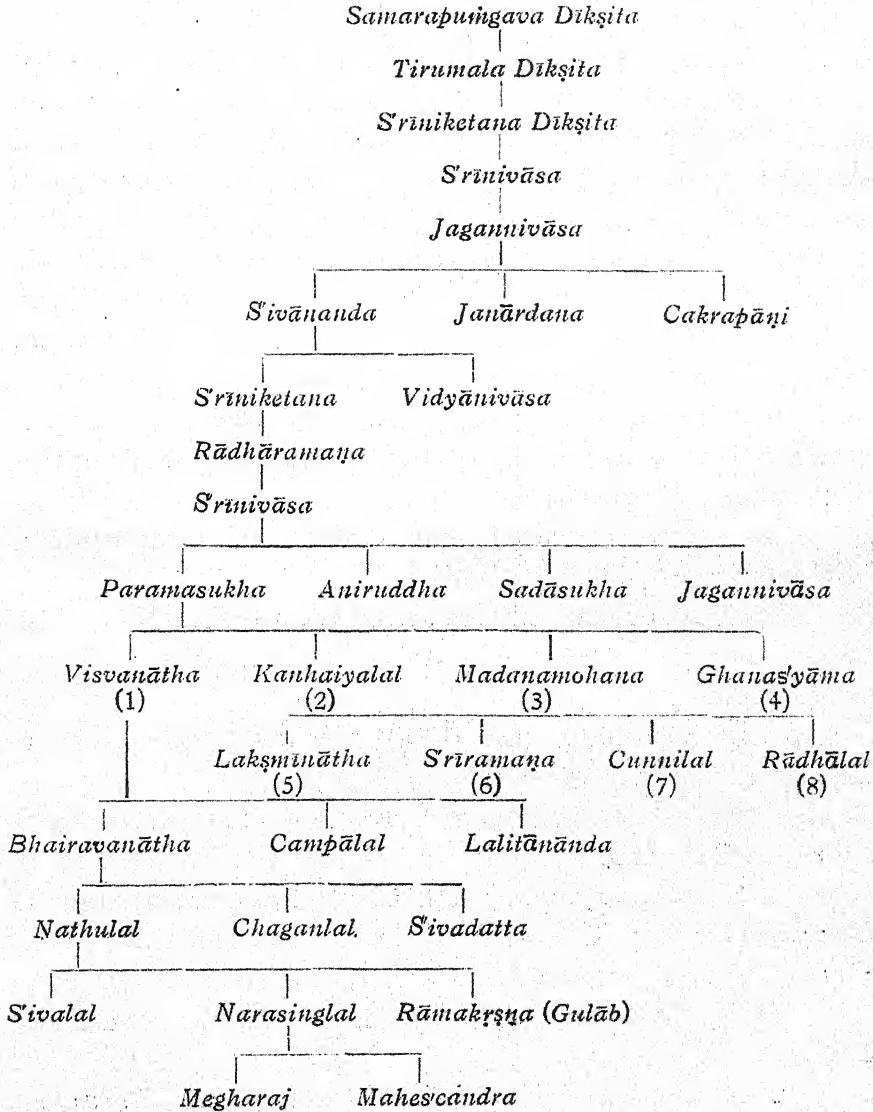 Samarapuṁgava Dīkṣita
Tirumala Dīkṣita
S'rīniketana Dīkṣita
S'rīnivāsa
Jagannivāsa
S'ivānanda Janārdana Cakrapāṇi
S'rīniketana Vidyānivāsa
Rādhāramaṇa
S'rīnivāsa
Paramasukha Aniruddha Sadāsukha Jagannivāsa
Visvanātha Kanhaiyalal Madanamohana Ghanas'yāma
(1) (2) (3) (4)
Lakṣmīnātha S'rīramaṇa Cunnilal Rādhālal
(5) (6) (7) (8)
Bhairavanātha Campālal Lalitānānda
Nathulal Chaganlal. S'ivadatta
S'ivalal Narasinglal Rāmakṛṣṇa (Gulāb)
Megharaj Mahes'candra